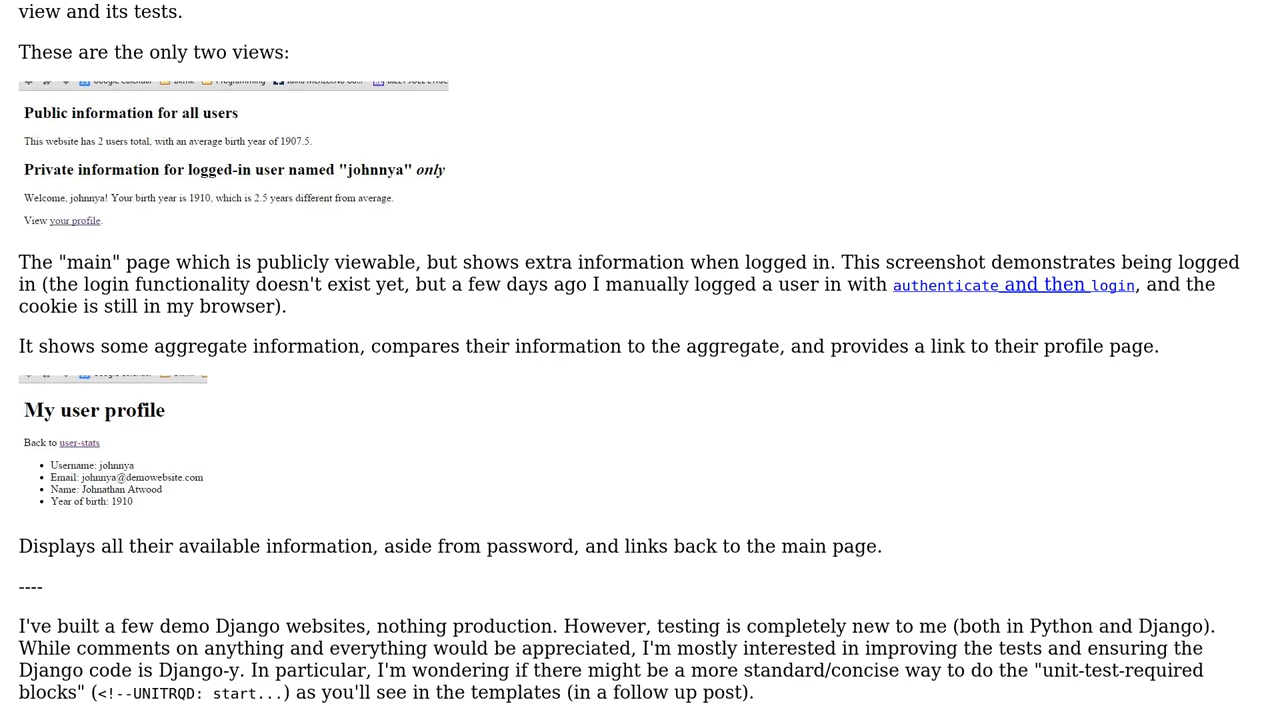 view and its tests.
These are the only two views:
Public information for all users
This website has 2 users total, with an average birth year of 1907.5.
Private information for logged-in user named "johnnya" only
Welcome, johnnya! Your birth year is 1910, which is 2.5 years different from average.
View your profile.
The "main" page which is publicly viewable, but shows extra information when logged in. This screenshot demonstrates being logged
in (the login functionality doesn't exist yet, but a few days ago I manually logged a user in with authenticate and then login, and the
cookie is still in my browser).
It shows some aggregate information, compares their information to the aggregate, and provides a link to their profile page.
My user profile
Back to user-stats
• Username: johnnya
• Email: johnnya@demowebsite.com
• Name: Johnathan Atwood
• Year of birth: 1910
Displays all their available information, aside from password, and links back to the main page.
----
I've built a few demo Django websites, nothing production. However, testing is completely new to me (both in Python and Django).
While comments on anything and everything would be appreciated, I'm mostly interested in improving the tests and ensuring the
Django code is Django-y. In particular, I'm wondering if there might be a more standard/concise way to do the "unit-test-required
blocks" (<!--UNITRQD: start...) as you'll see in the templates (in a follow up post).